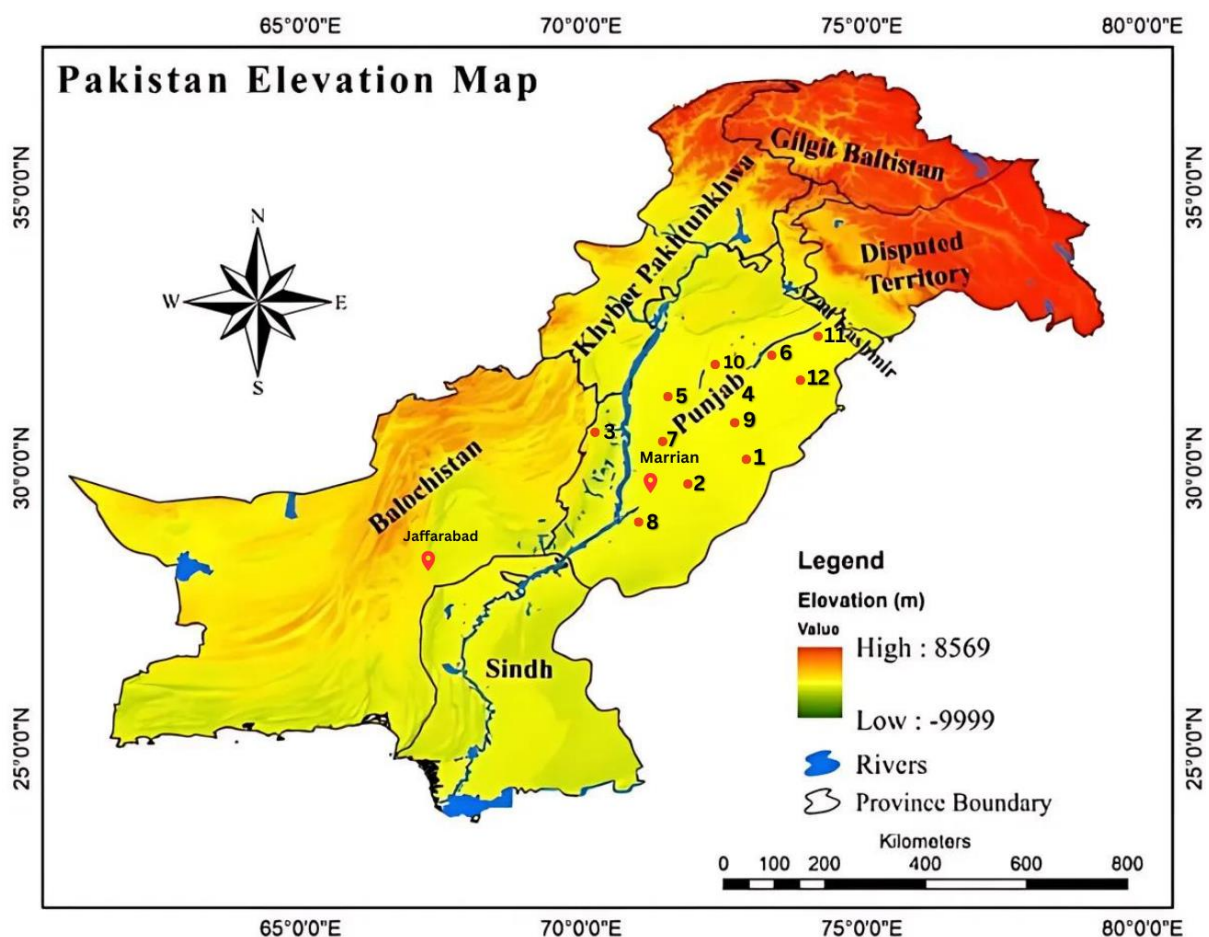 65°0'0"E 70°0'0"E 75°0'0"E 80°0'0"E
Pakistan Elevation Map
35°0'0"N 35°0'0"N
30°0'0"N 30°0'0"N
25°0'0"N 25°0'0"N
N
W E
S
Gilgit Baltistan
Khyber Pakhtunkhwa
Disputed
Territory
Azad Kashmir
11
6
10
12
5
4
Punjab
9
3
7
1
Marrian
2
8
Balochistan
Jaffarabad
Sindh
Legend
Elevation (m)
Value
High : 8569
Low : -9999
Rivers
Province Boundary
Kilometers
0 100 200 400 600 800
65°0'0"E 70°0'0"E 75°0'0"E 80°0'0"E